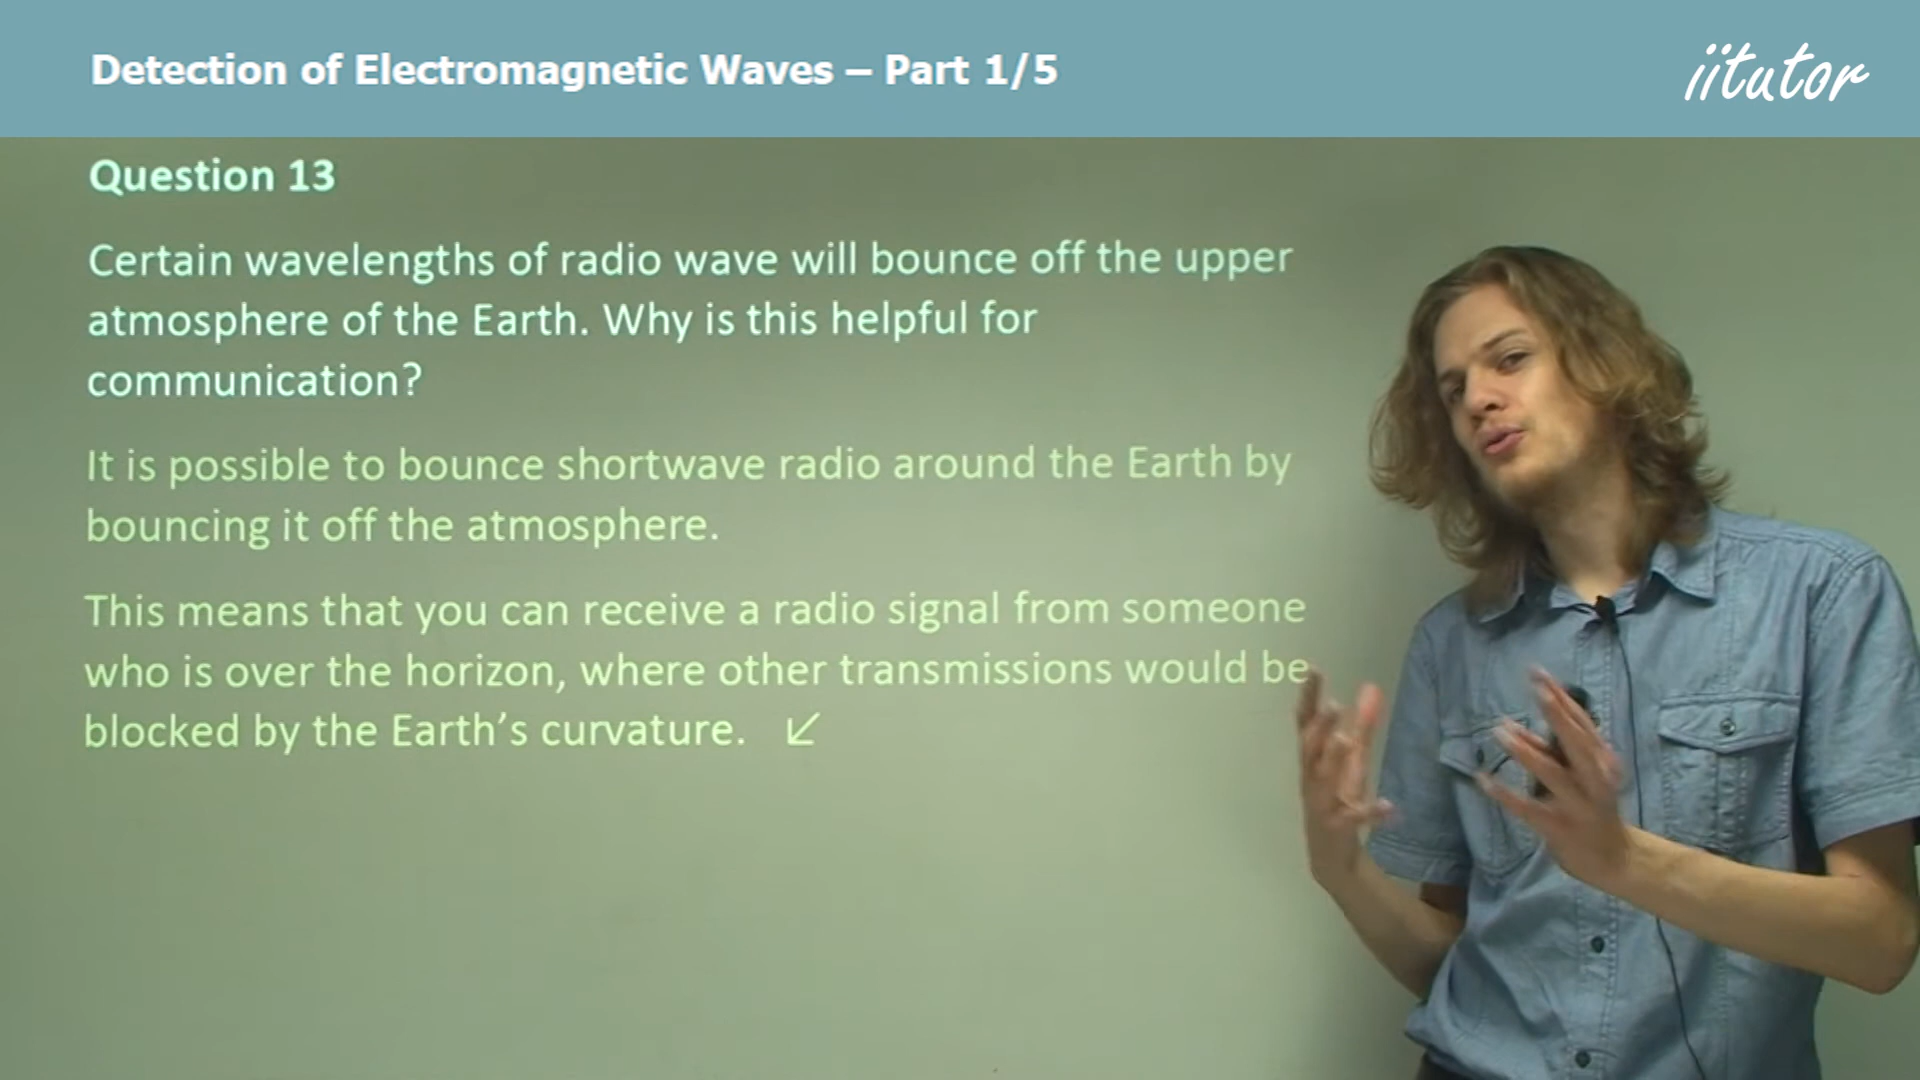 Detection of Electromagnetic Waves – Part 1/5
iitutor
Question 13
Certain wavelengths of radio wave will bounce off the upper
atmosphere of the Earth. Why is this helpful for
communication?
It is possible to bounce shortwave radio around the Earth by
bouncing it off the atmosphere.
This means that you can receive a radio signal from someone
who is over the horizon, where other transmissions would be
blocked by the Earth’s curvature.